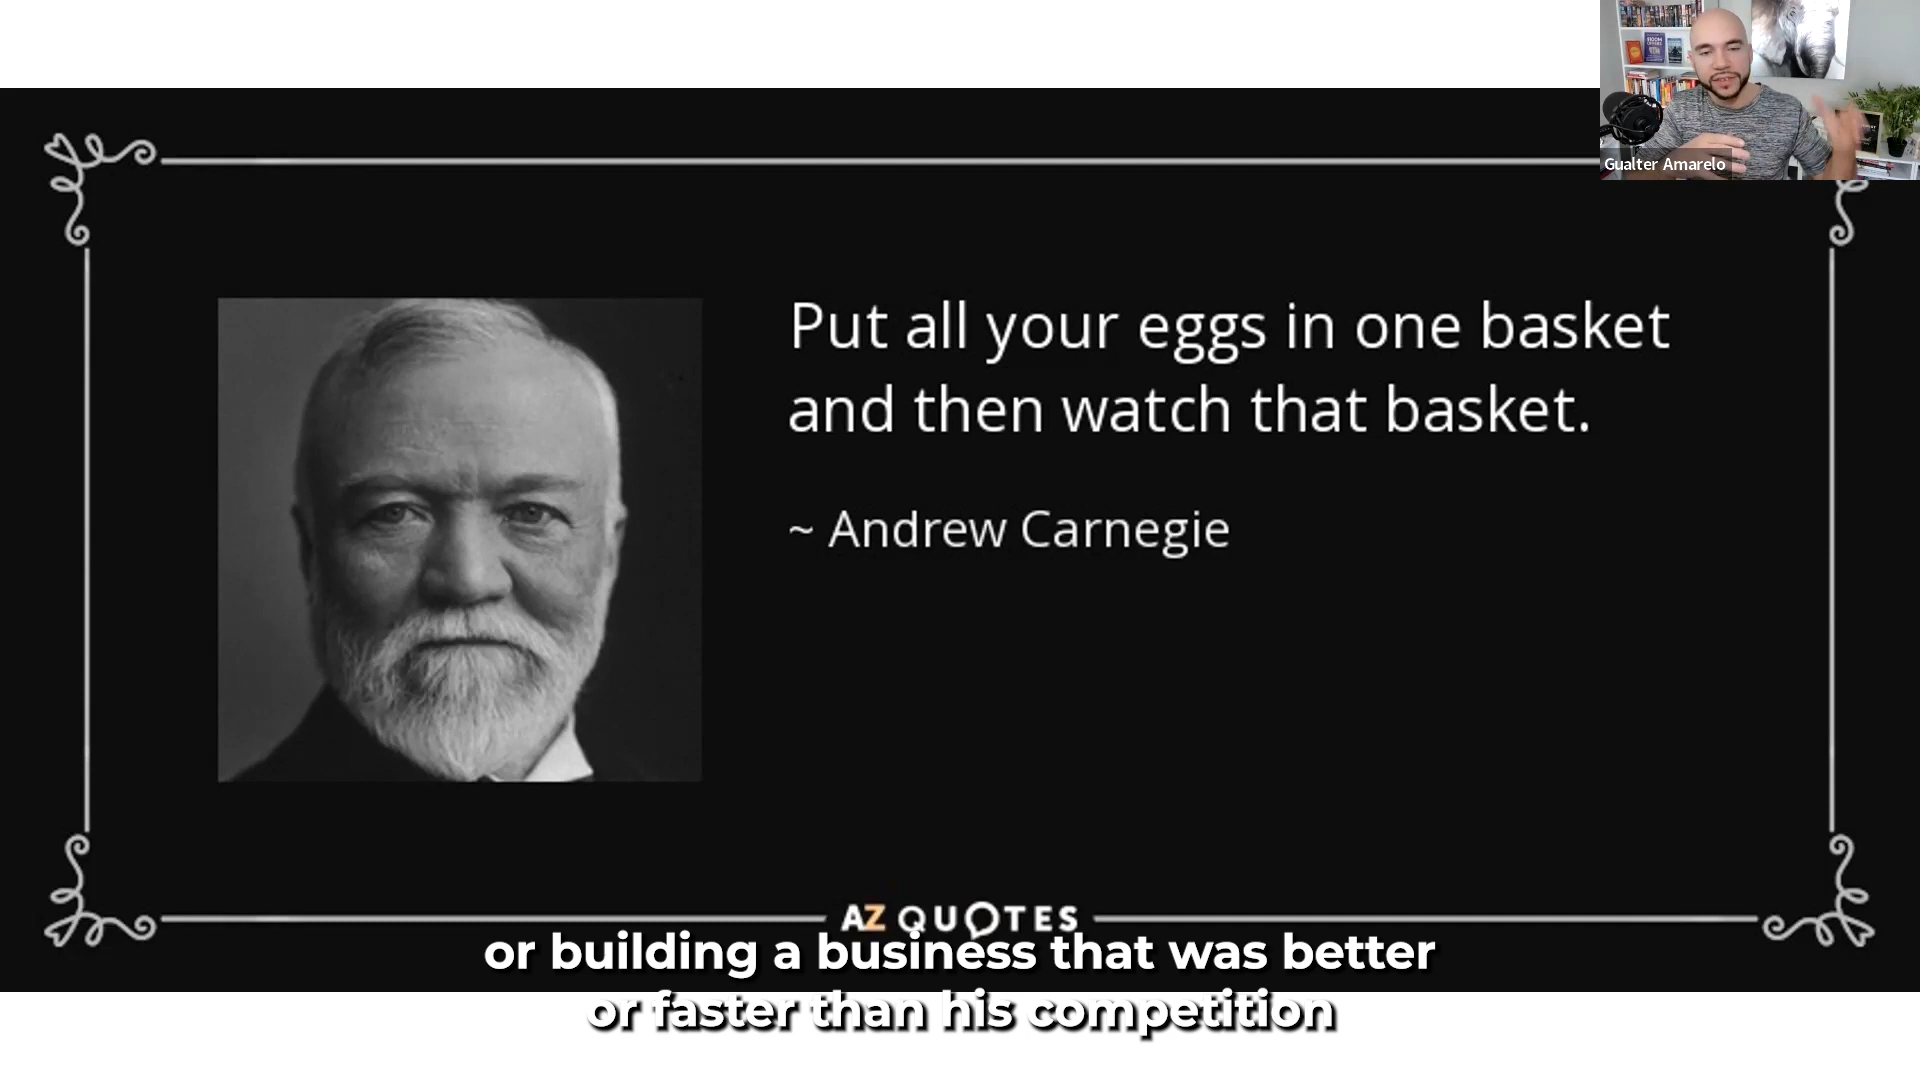 Gualter Amarelo
Put all your eggs in one basket
and then watch that basket.
~ Andrew Carnegie
AZ QUOTES
or building a business that was better
or faster than his competition